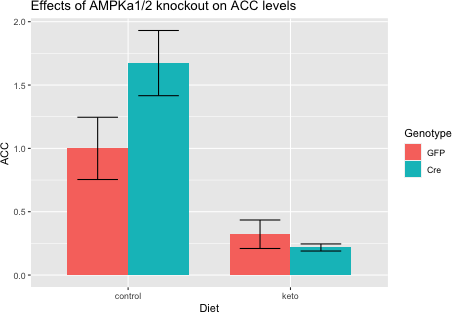 Effects of AMPKa1/2 knockout on ACC levels
2.0
1.5
1.0
0.5
0.0
ACC
control
keto
Diet
Genotype
GFP
Cre